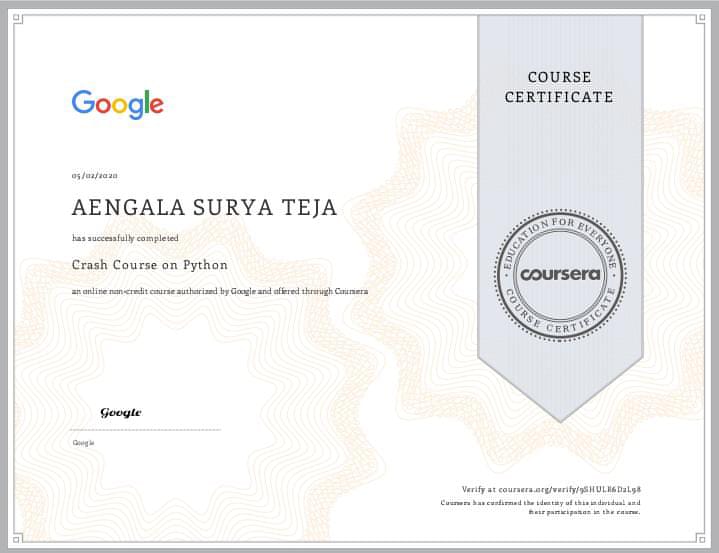 Google
05/02/2020
AENGALA SURYA TEJA
has successfully completed
Crash Course on Python
an online non-credit course authorized by Google and offered through Coursera
Google
Google
COURSE
CERTIFICATE
EDUCATION FOR EVERYONE
coursera
COURSE CERTIFICATE
Verify at coursera.org/verify/9SHULR6D2L98
Coursera has confirmed the identity of this individual and
their participation in the course.